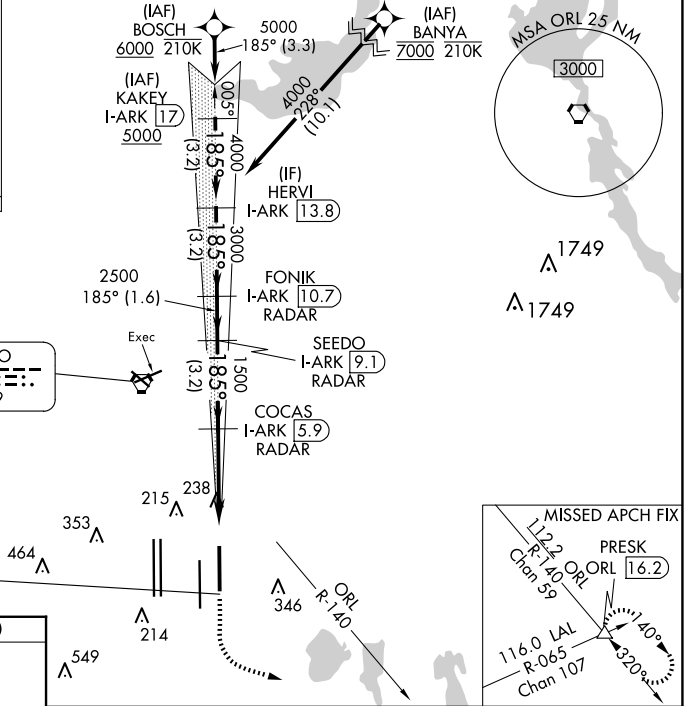 (IAF)
BOSCH
6000 210K
5000
185° (3.3)
(IAF)
BANYA
7000 210K
MSA ORL 25 NM
3000
(IAF)
KAKEY
I-ARK 17
5000
005°
4000
228°
(10.1)
185°
4000
(3.2)
(IF)
HERVI
I-ARK 13.8
185°
3000
(3.2)
1749
1749
2500
185° (1.6)
FONIK
I-ARK 10.7
RADAR
Exec
SEEDO
I-ARK 9.1
RADAR
185°
1500
(3.2)
COCAS
I-ARK 5.9
RADAR
238
215
353
464
214
549
346
ORL
R-140
MISSED APCH FIX
112.2 ORL
R-140
Chan 59
PRESK
ORL 16.2
116.0 LAL
R-065
Chan 107
140°
320°